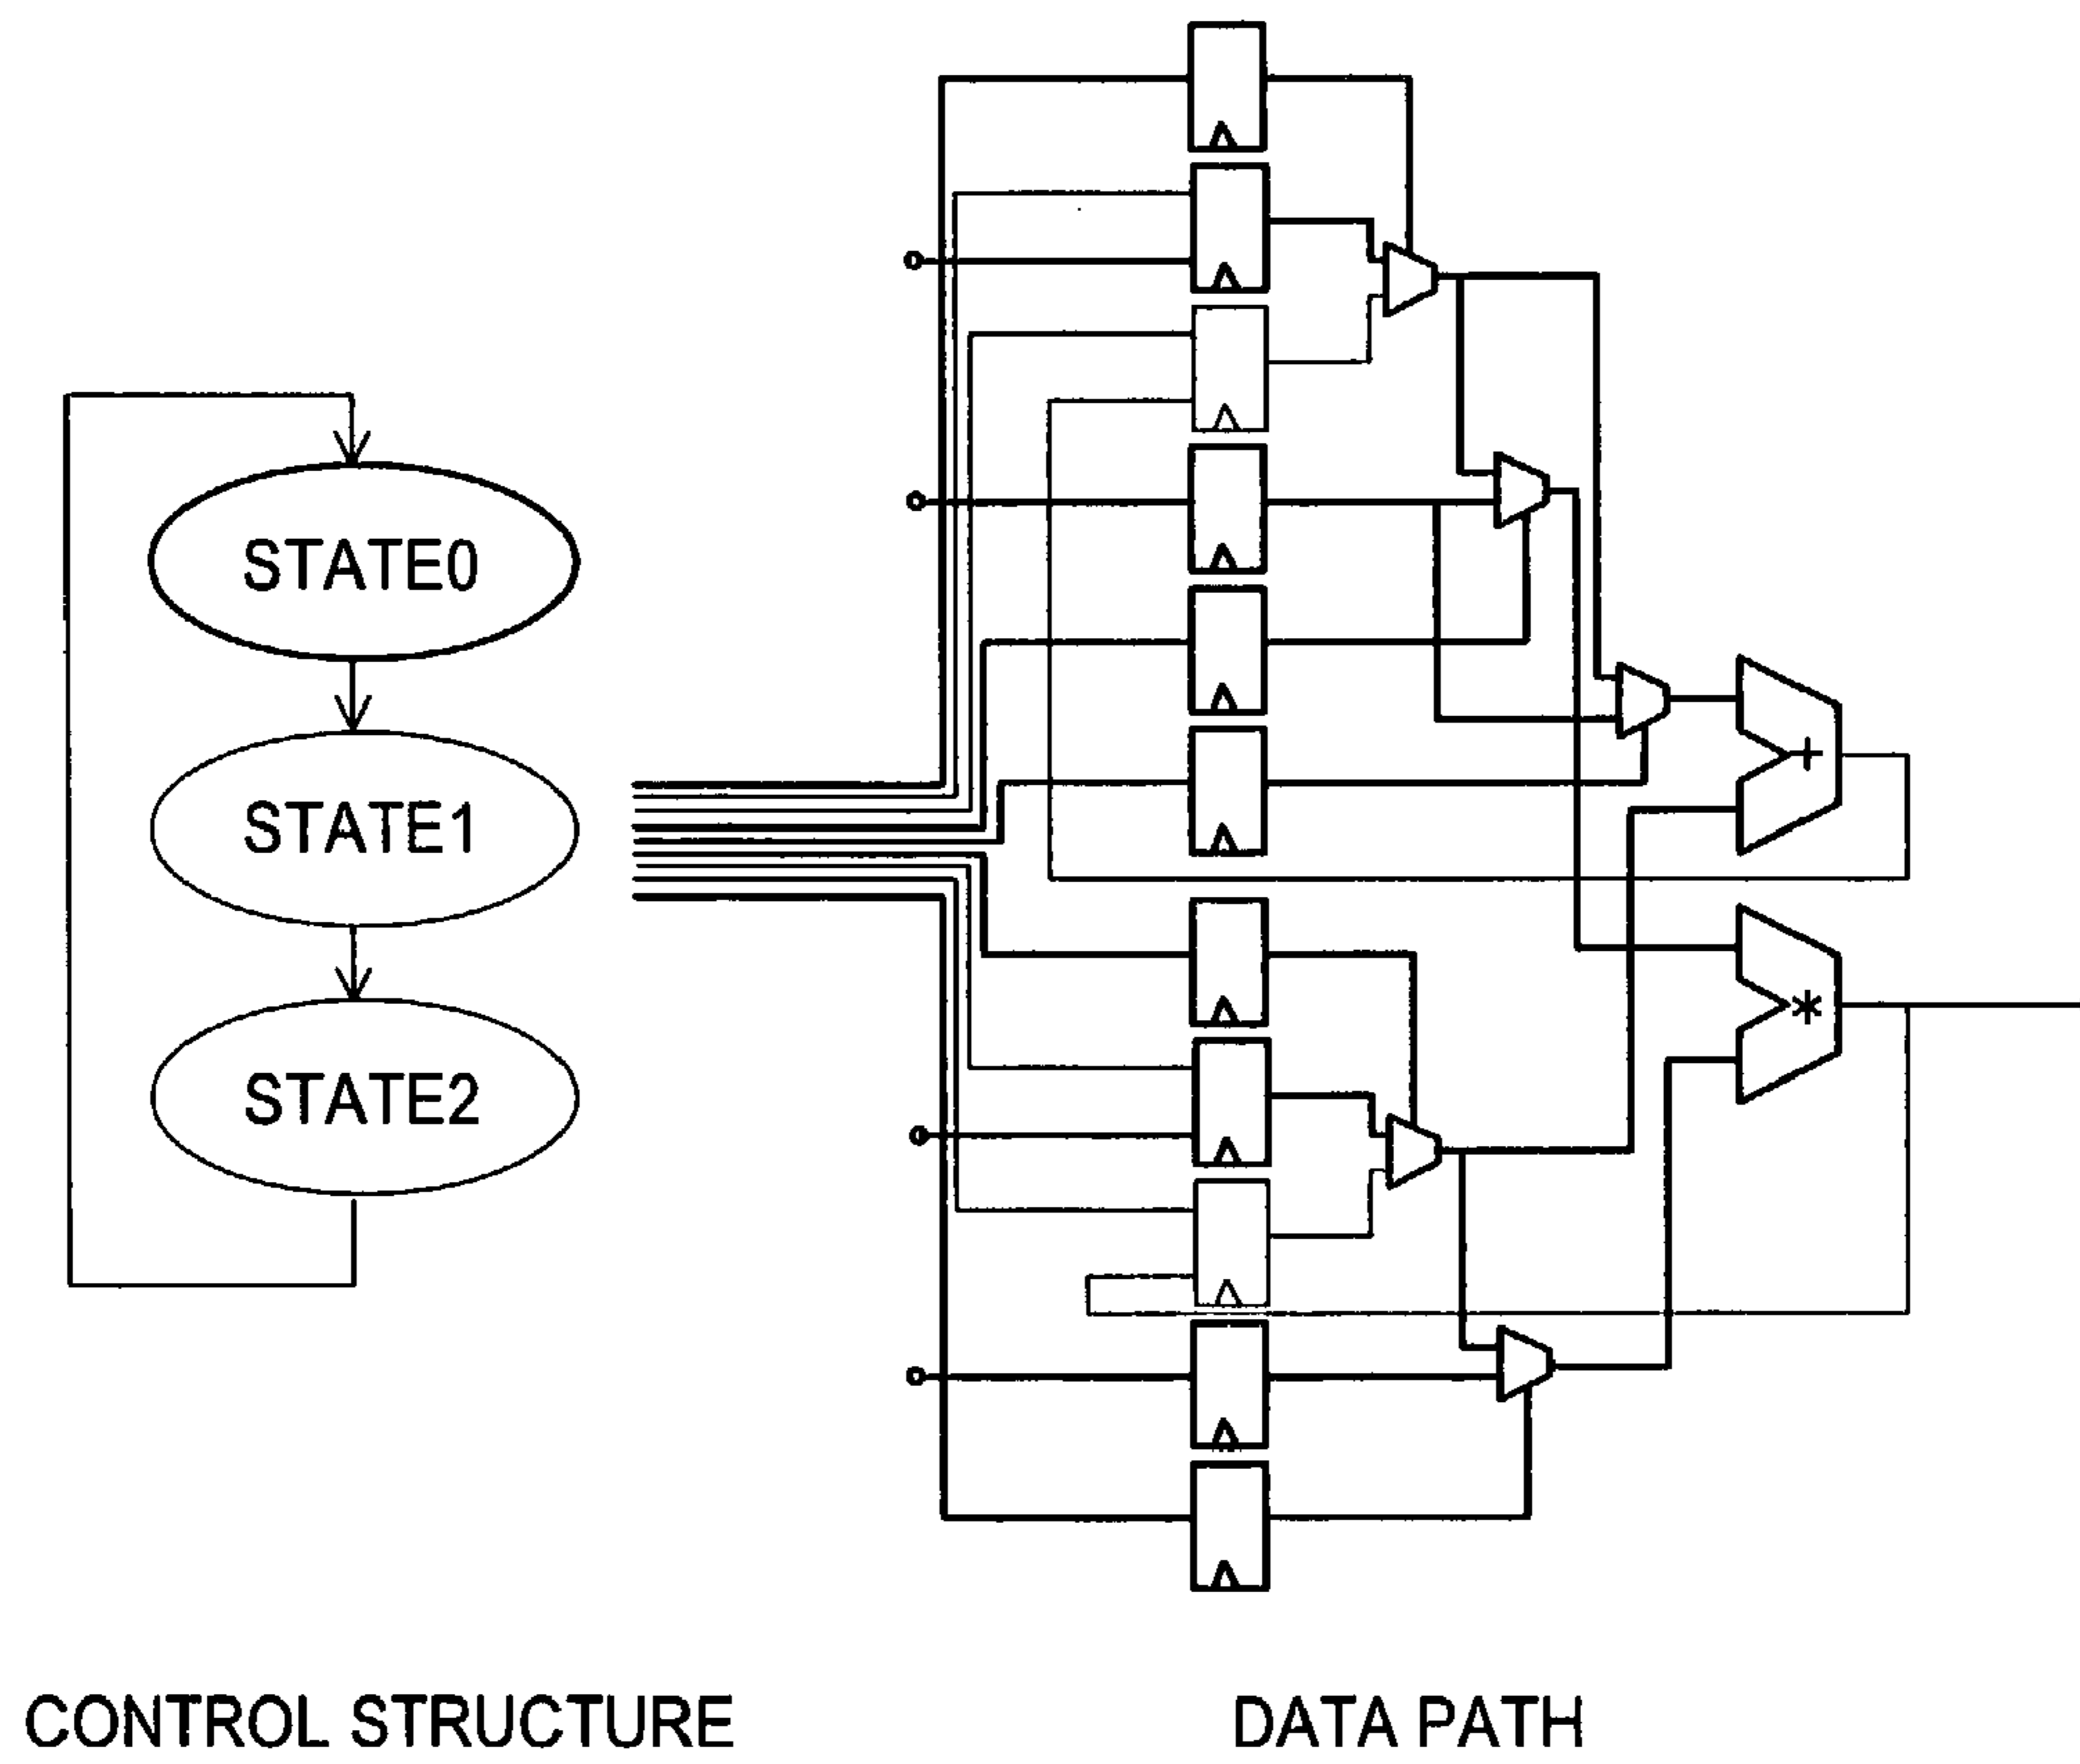 STATE0
STATE1
STATE2
+
*
CONTROL STRUCTURE
DATA PATH